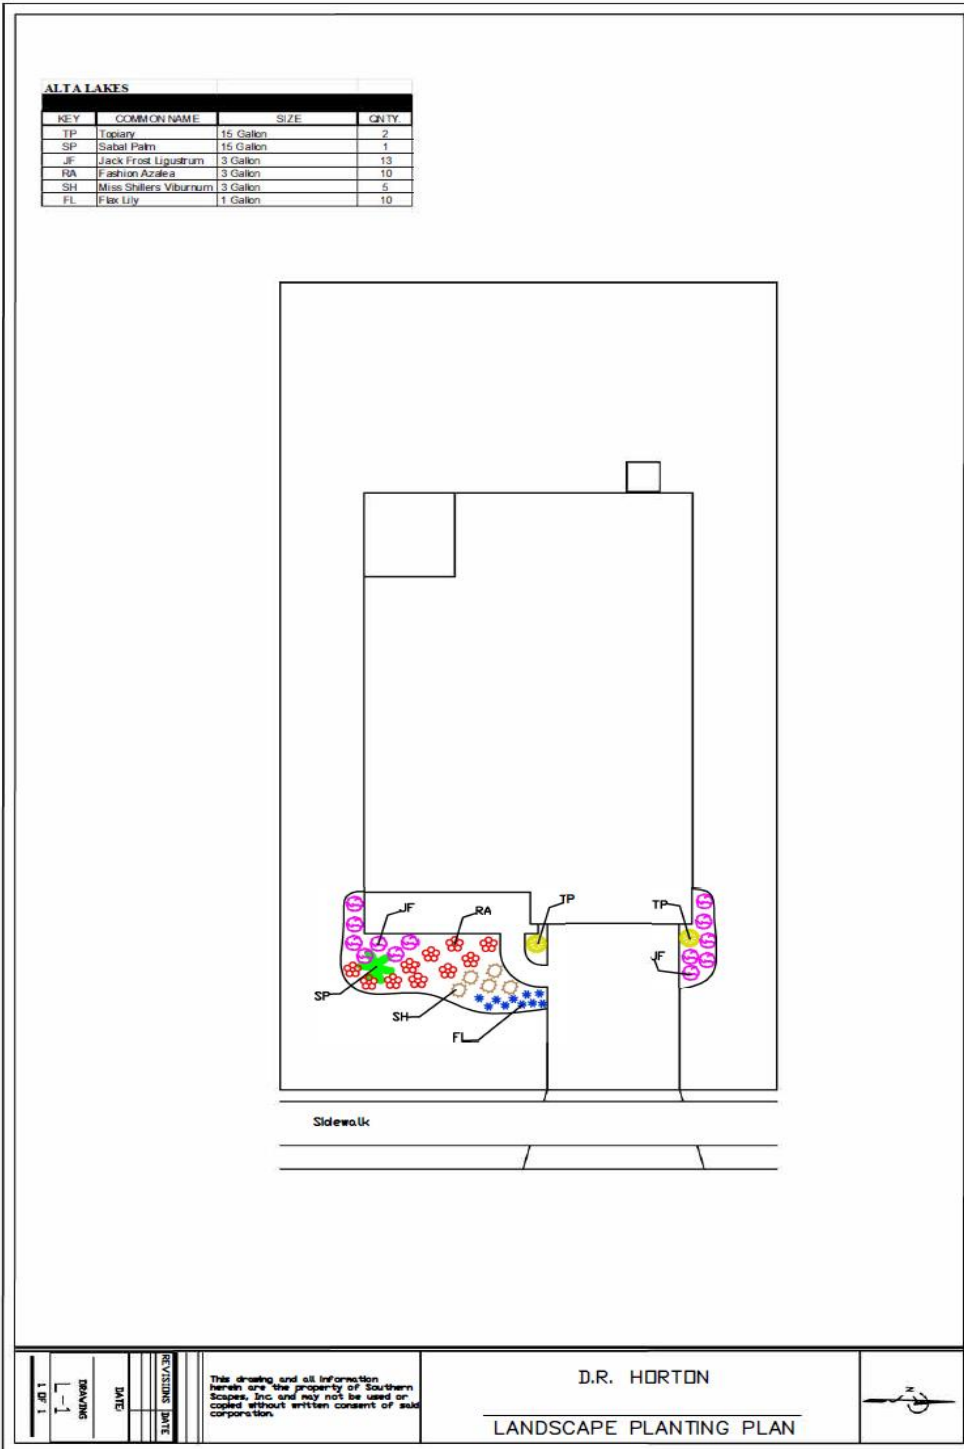 ALTA LAKES
KEY COMMON NAME SIZE QNTY.
TP Topiary 15 Gallon 2
SP Sabal Palm 15 Gallon 1
JF Jack Frost Ligustrum 3 Gallon 13
RA Fashion Azalea 3 Gallon 10
SH Miss Shillers Viburnum 3 Gallon 5
FL Flax Lily 1 Gallon 10
JF
RA
TP
TP
JF
SP
SH
FL
Sidewalk
1 OF 1
DRAWING
L-1
DATE:
REVISIONS DATE
This drawing and all information
herein are the property of Southern
Scapes, Inc. and may not be used or
copied without written consent of said
corporation.
D.R. HORTON
LANDSCAPE PLANTING PLAN
N